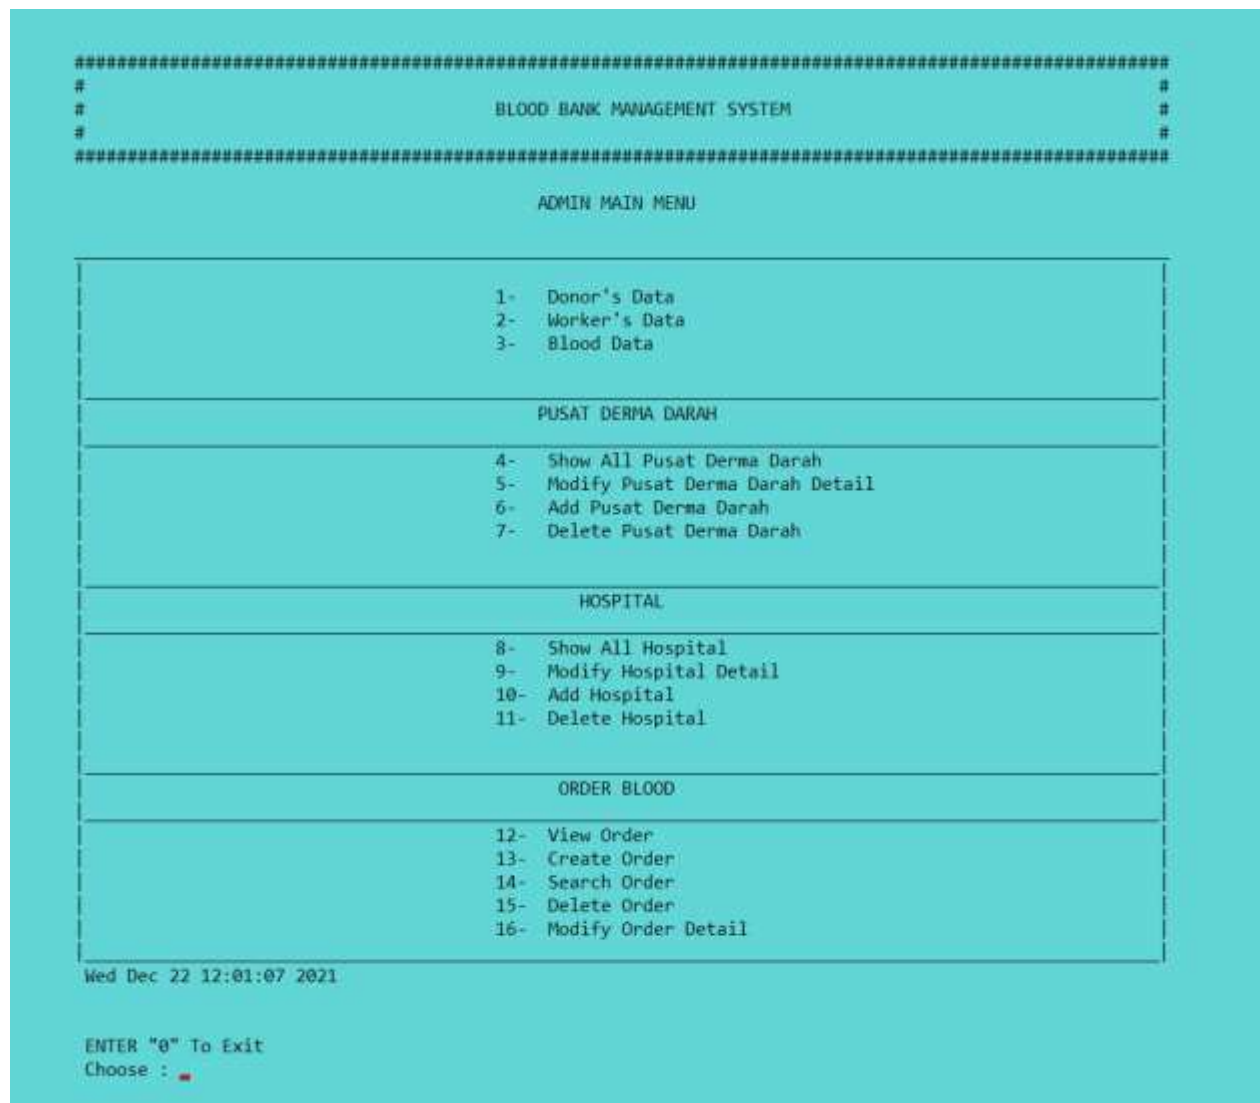 ########################################################################################################
# #
# BLOOD BANK MANAGEMENT SYSTEM #
# #
########################################################################################################
ADMIN MAIN MENU
1- Donor's Data
2- Worker's Data
3- Blood Data
PUSAT DERMA DARAH
4- Show All Pusat Derma Darah
5- Modify Pusat Derma Darah Detail
6- Add Pusat Derma Darah
7- Delete Pusat Derma Darah
HOSPITAL
8- Show All Hospital
9- Modify Hospital Detail
10- Add Hospital
11- Delete Hospital
ORDER BLOOD
12- View Order
13- Create Order
14- Search Order
15- Delete Order
16- Modify Order Detail
Wed Dec 22 12:01:07 2021
ENTER "0" To Exit
Choose :